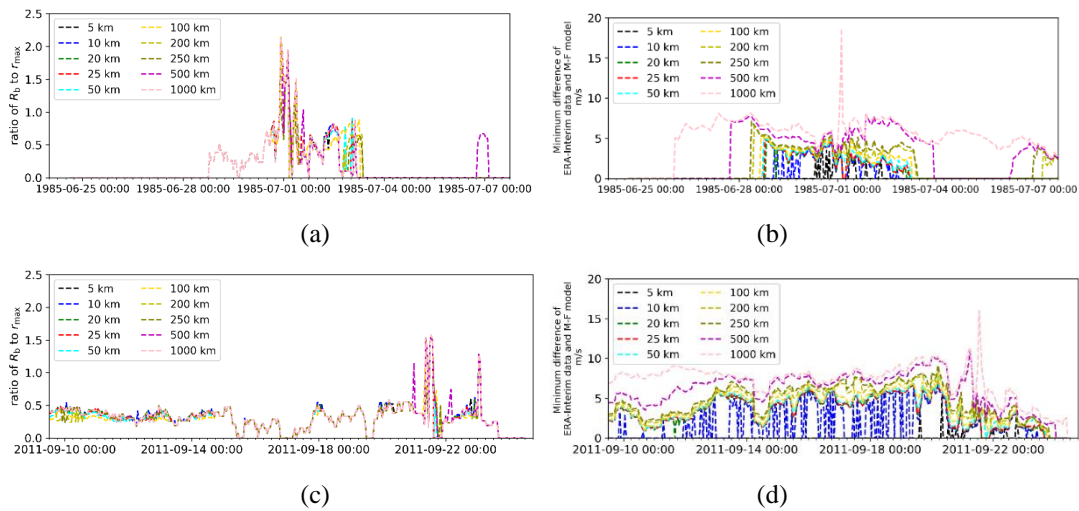 ratio of R_b to r_max
2.5
2.0
1.5
1.0
0.5
0.0
5 km
10 km
20 km
25 km
50 km
100 km
200 km
250 km
500 km
1000 km
1985-06-25 00:00
1985-06-28 00:00
1985-07-01 00:00
1985-07-04 00:00
1985-07-07 00:00
(a)
Minimum difference of
ERA-Interim data and M-F model
m/s
20
15
10
5
0
5 km
10 km
20 km
25 km
50 km
100 km
200 km
250 km
500 km
1000 km
1985-06-25 00:00
1985-06-28 00:00
1985-07-01 00:00
1985-07-04 00:00
1985-07-07 00:00
(b)
ratio of R_b to r_max
2.5
2.0
1.5
1.0
0.5
0.0
5 km
10 km
20 km
25 km
50 km
100 km
200 km
250 km
500 km
1000 km
2011-09-10 00:00
2011-09-14 00:00
2011-09-18 00:00
2011-09-22 00:00
(c)
Minimum difference of
ERA-Interim data and M-F model
m/s
20
15
10
5
0
5 km
10 km
20 km
25 km
50 km
100 km
200 km
250 km
500 km
1000 km
2011-09-10 00:00
2011-09-14 00:00
2011-09-18 00:00
2011-09-22 00:00
(d)